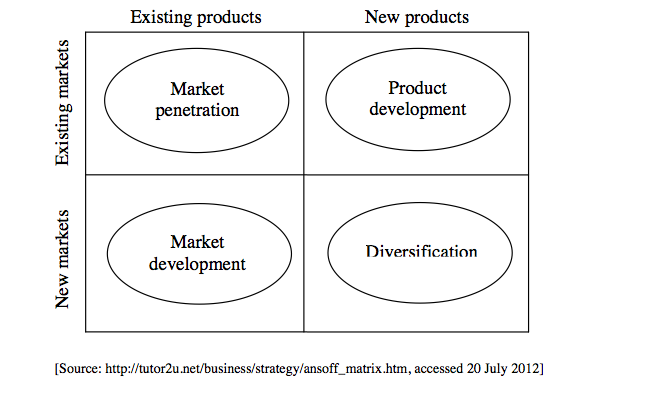 Existing products
New products
Existing markets
Market
penetration
Product
development
New markets
Market
development
Diversification
[Source: http://tutor2u.net/business/strategy/ansoff_matrix.htm, accessed 20 July 2012]